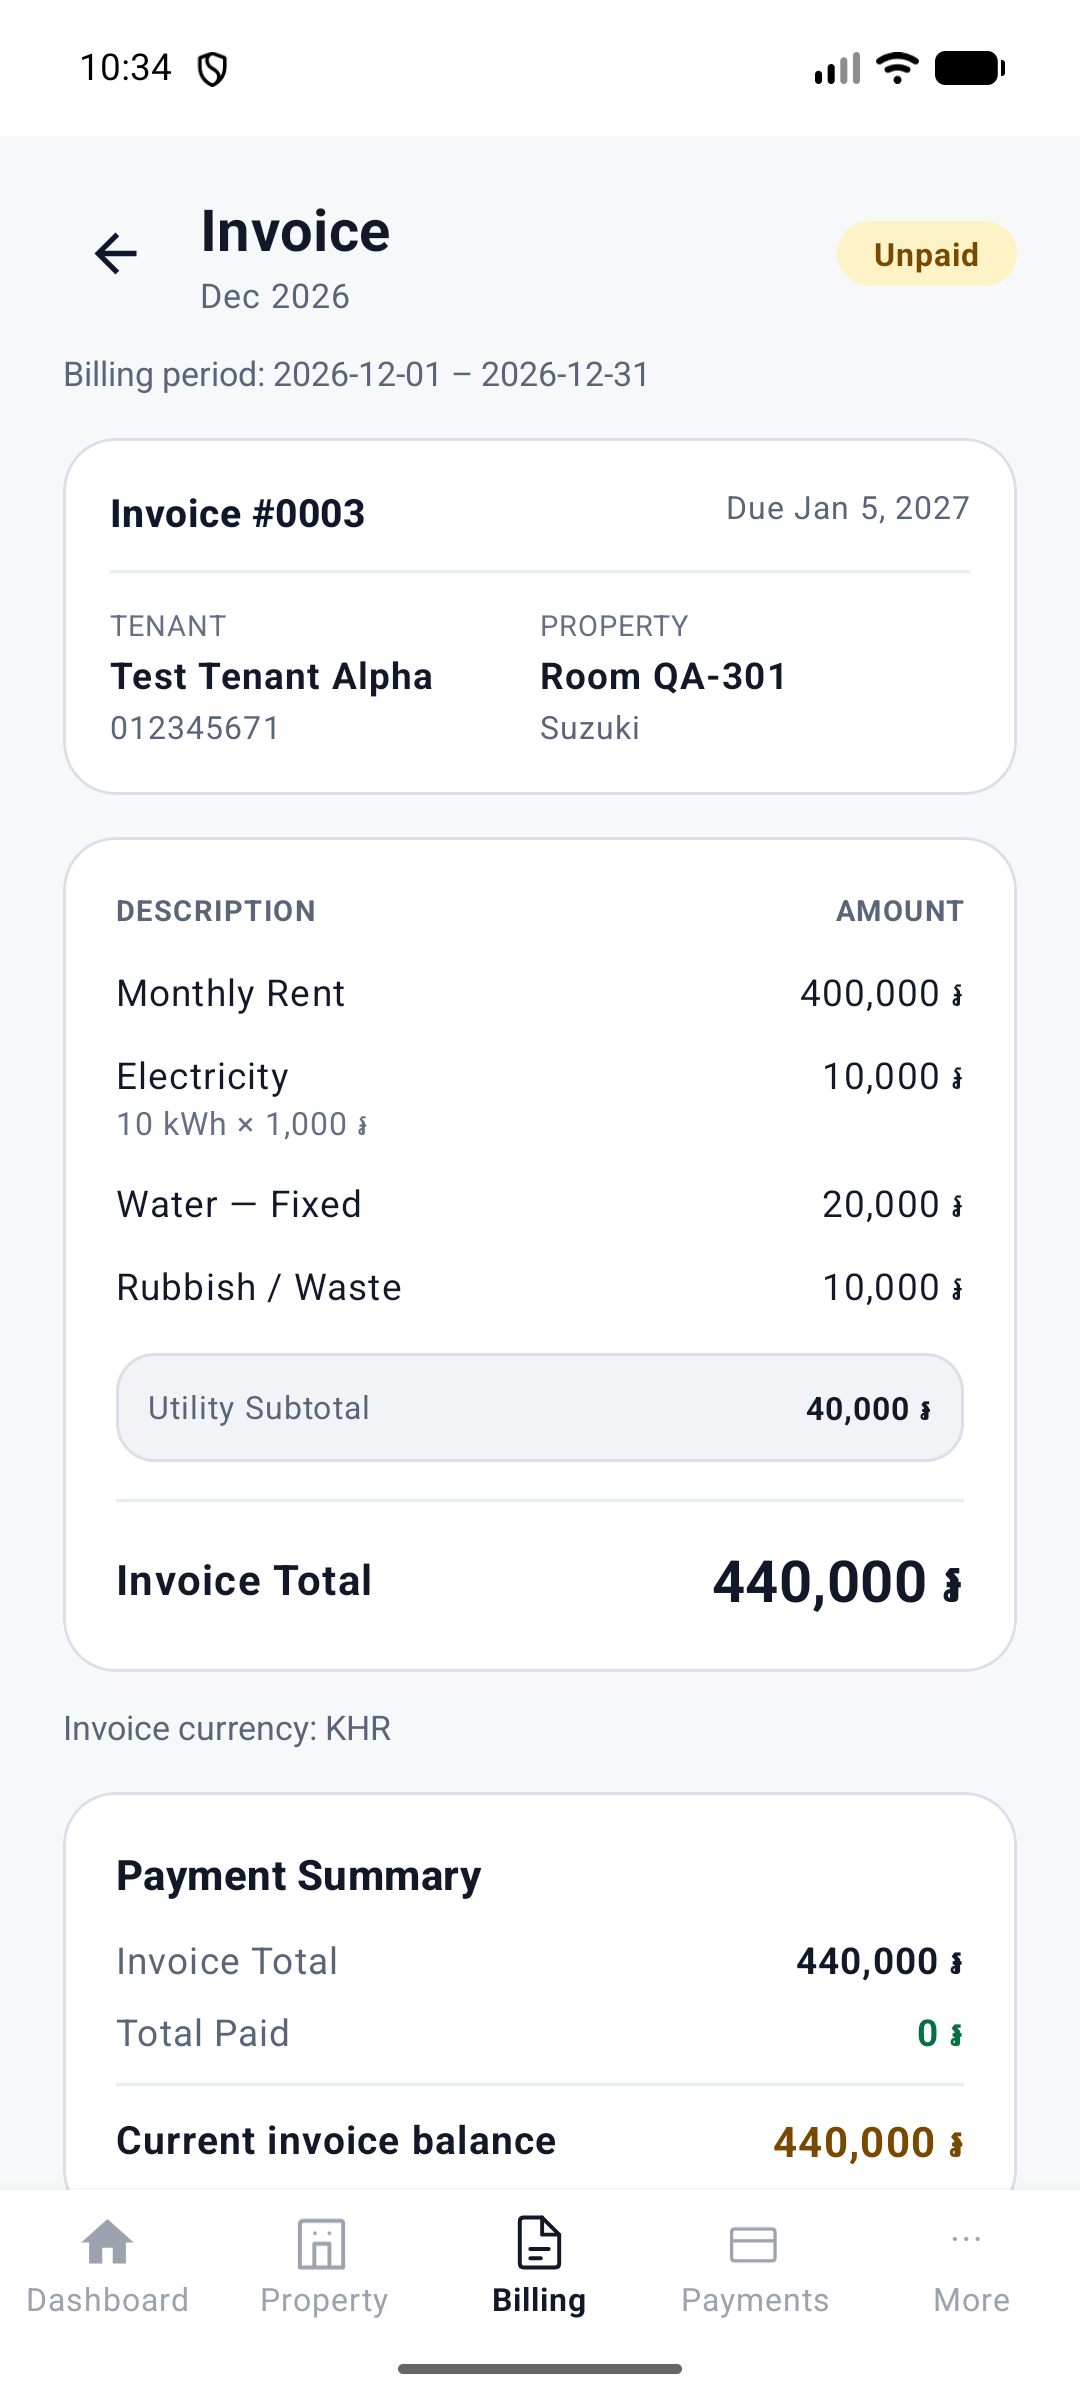 10:34
Invoice
Dec 2026
Unpaid
Billing period: 2026-12-01 – 2026-12-31
Invoice #0003
Due Jan 5, 2027
TENANT
PROPERTY
Test Tenant Alpha
Room QA-301
012345671
Suzuki
DESCRIPTION
AMOUNT
Monthly Rent
400,000 ៛
Electricity
10,000 ៛
10 kWh × 1,000 ៛
Water — Fixed
20,000 ៛
Rubbish / Waste
10,000 ៛
Utility Subtotal
40,000 ៛
Invoice Total
440,000 ៛
Invoice currency: KHR
Payment Summary
Invoice Total
440,000 ៛
Total Paid
0 ៛
Current invoice balance
440,000 ៛
Dashboard
Property
Billing
Payments
More